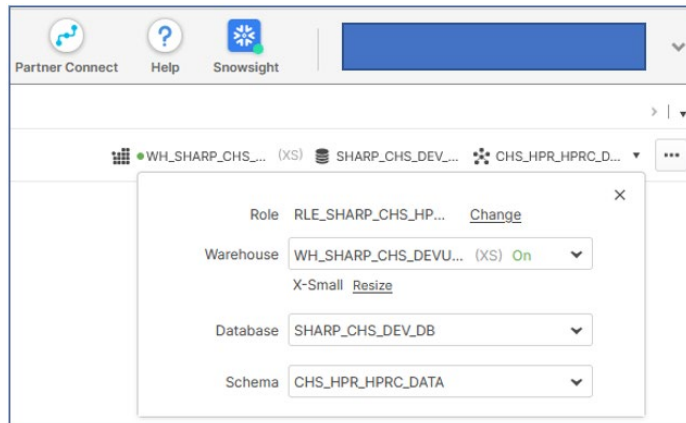 Partner Connect Help Snowsight
WH_SHARP_CHS_... (XS) SHARP_CHS_DEV_... CHS_HPR_HPRC_D...
Role RLE_SHARP_CHS_HP... Change
Warehouse WH_SHARP_CHS_DEVU... (XS) On
X-Small Resize
Database SHARP_CHS_DEV_DB
Schema CHS_HPR_HPRC_DATA